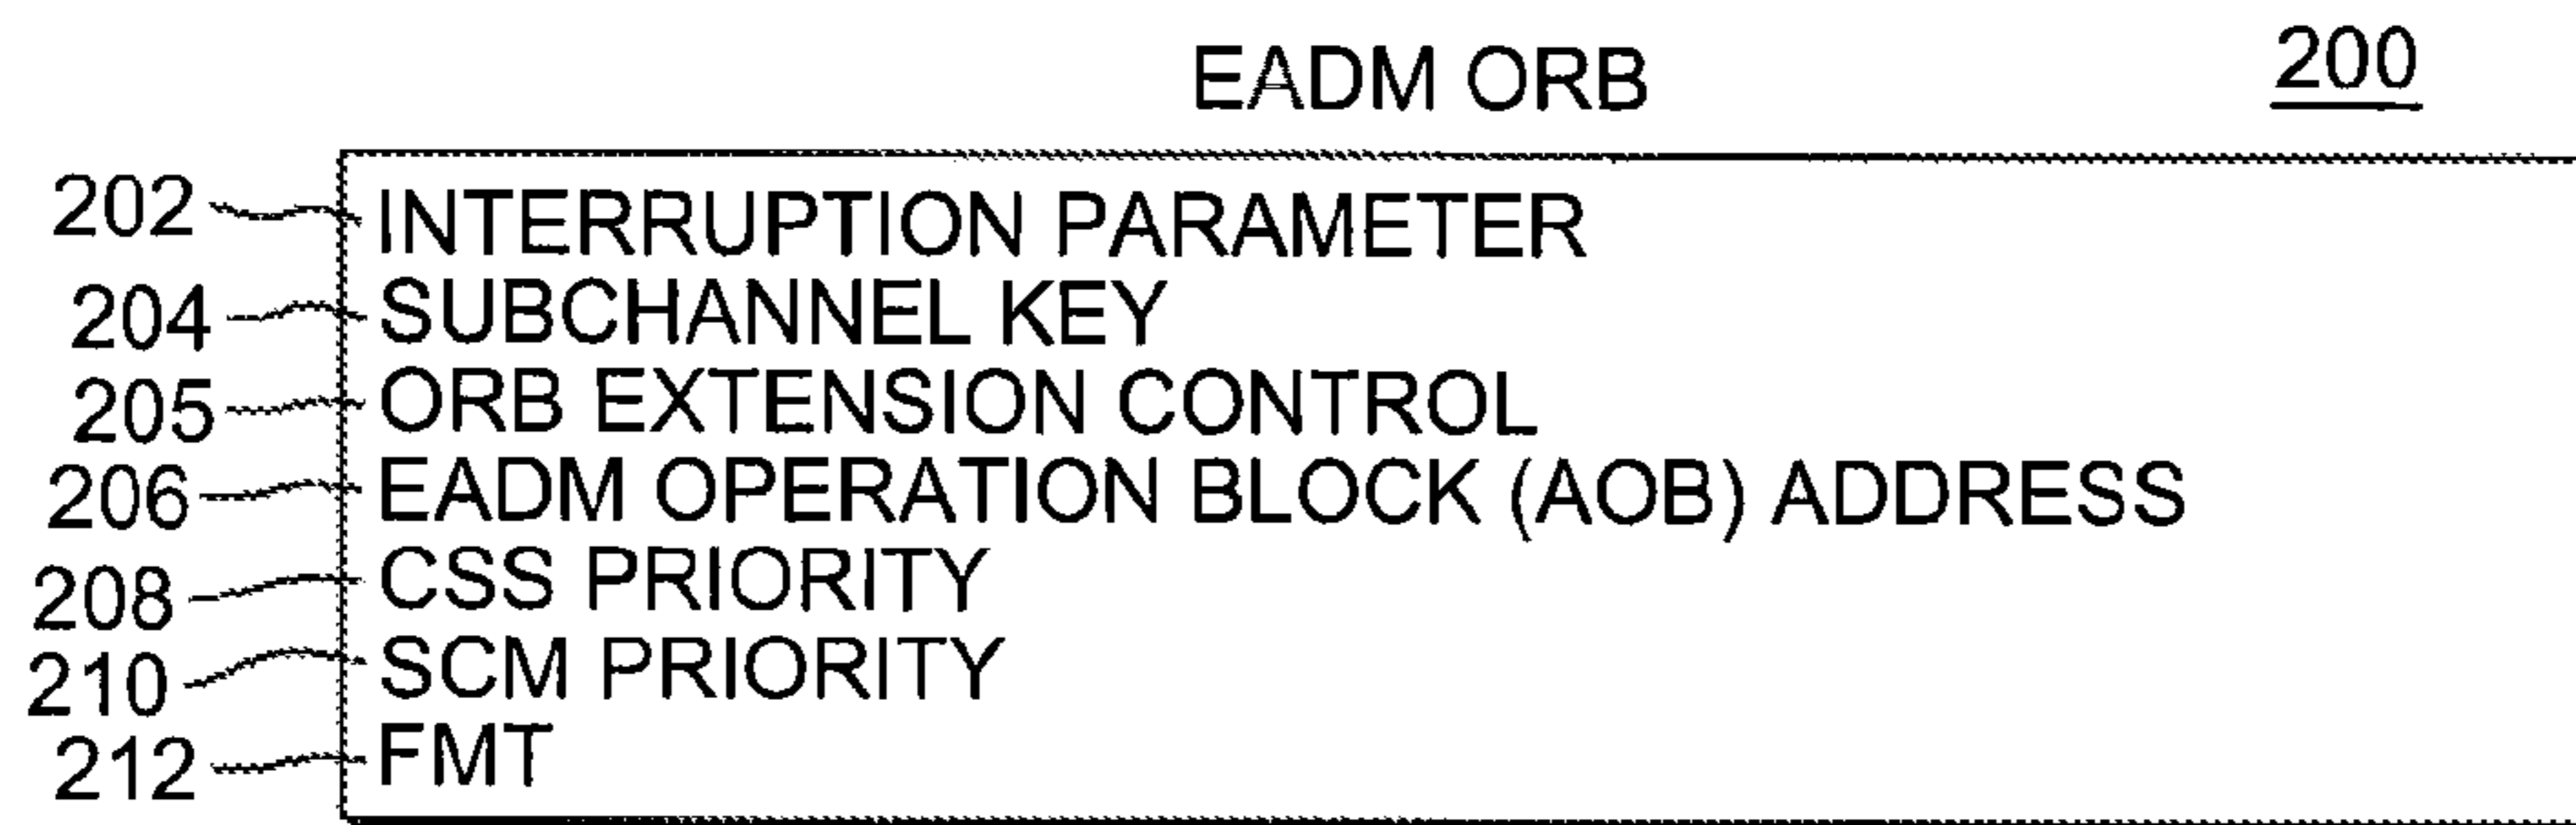 EADM ORB 200
202 INTERRUPTION PARAMETER
204 SUBCHANNEL KEY
205 ORB EXTENSION CONTROL
206 EADM OPERATION BLOCK (AOB) ADDRESS
208 CSS PRIORITY
210 SCM PRIORITY
212 FMT